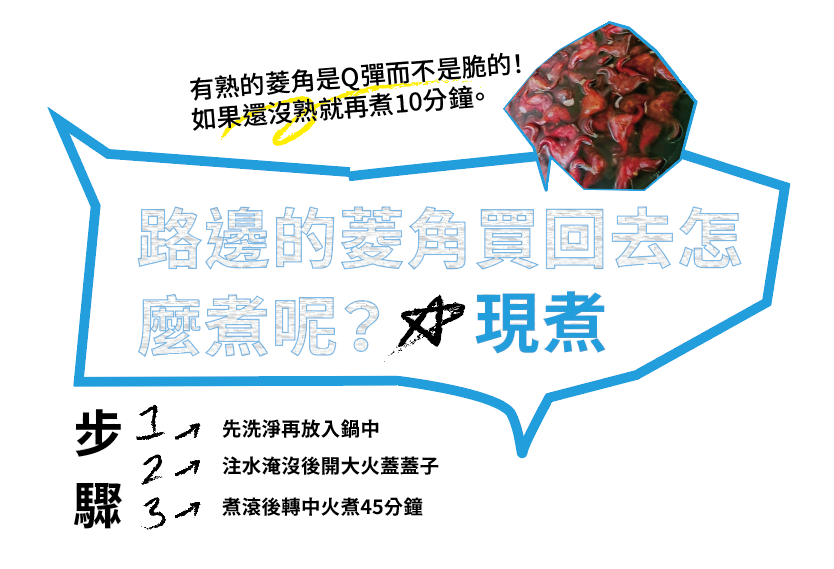 有熟的菱角是Q彈而不是脆的！
如果還沒熟就再煮10分鐘。
路邊的菱角買回去怎
麼煮呢？現煮
步驟
1 先洗淨再放入鍋中
2 注水淹沒後開大火蓋蓋子
3 煮滾後轉中火煮45分鐘